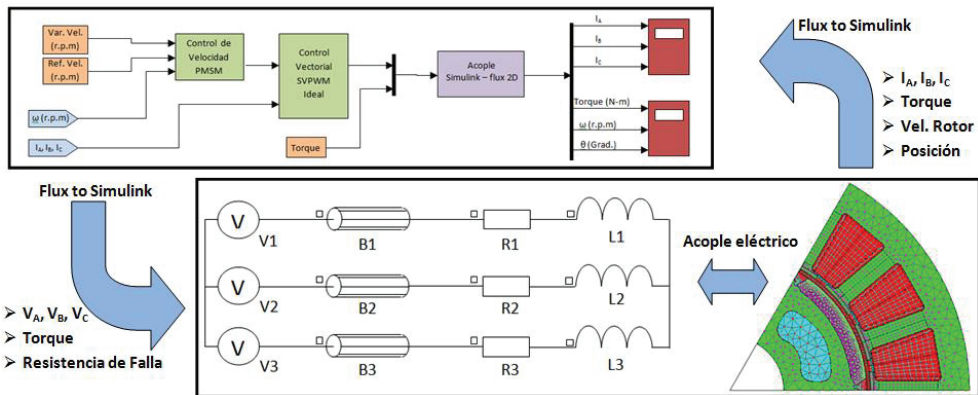 Var. Vel.
(r.p.m)
Ref. Vel.
(r.p.m)
ω (r.p.m)
I_A, I_B, I_C
Control de
Velocidad
PMSM
Control
Vectorial
SVPWM
Ideal
Torque
Acople
Simulink – flux 2D
I_A
I_B
I_C
Torque (N-m)
ω (r.p.m)
θ (Grad.)
Flux to Simulink
➢ I_A, I_B, I_C
➢ Torque
➢ Vel. Rotor
➢ Posición
Flux to Simulink
➢ V_A, V_B, V_C
➢ Torque
➢ Resistencia de Falla
V
V1
B1
R1
L1
V
V2
B2
R2
L2
V
V3
B3
R3
L3
Acople eléctrico